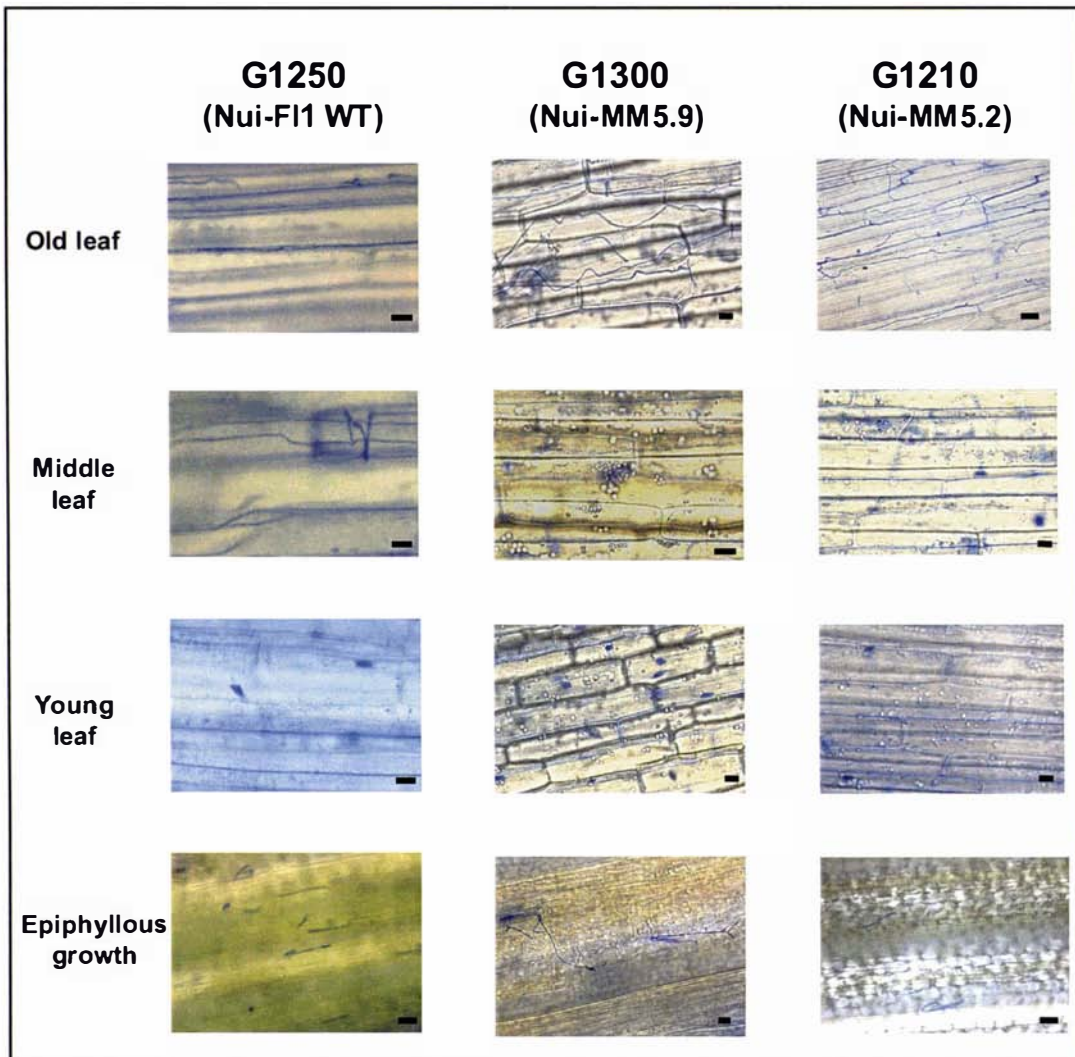 G1250
(Nui-Fl1 WT)
G1300
(Nui-MM5.9)
G1210
(Nui-MM5.2)
Old leaf
Middle
leaf
Young
leaf
Epiphyllous
growth